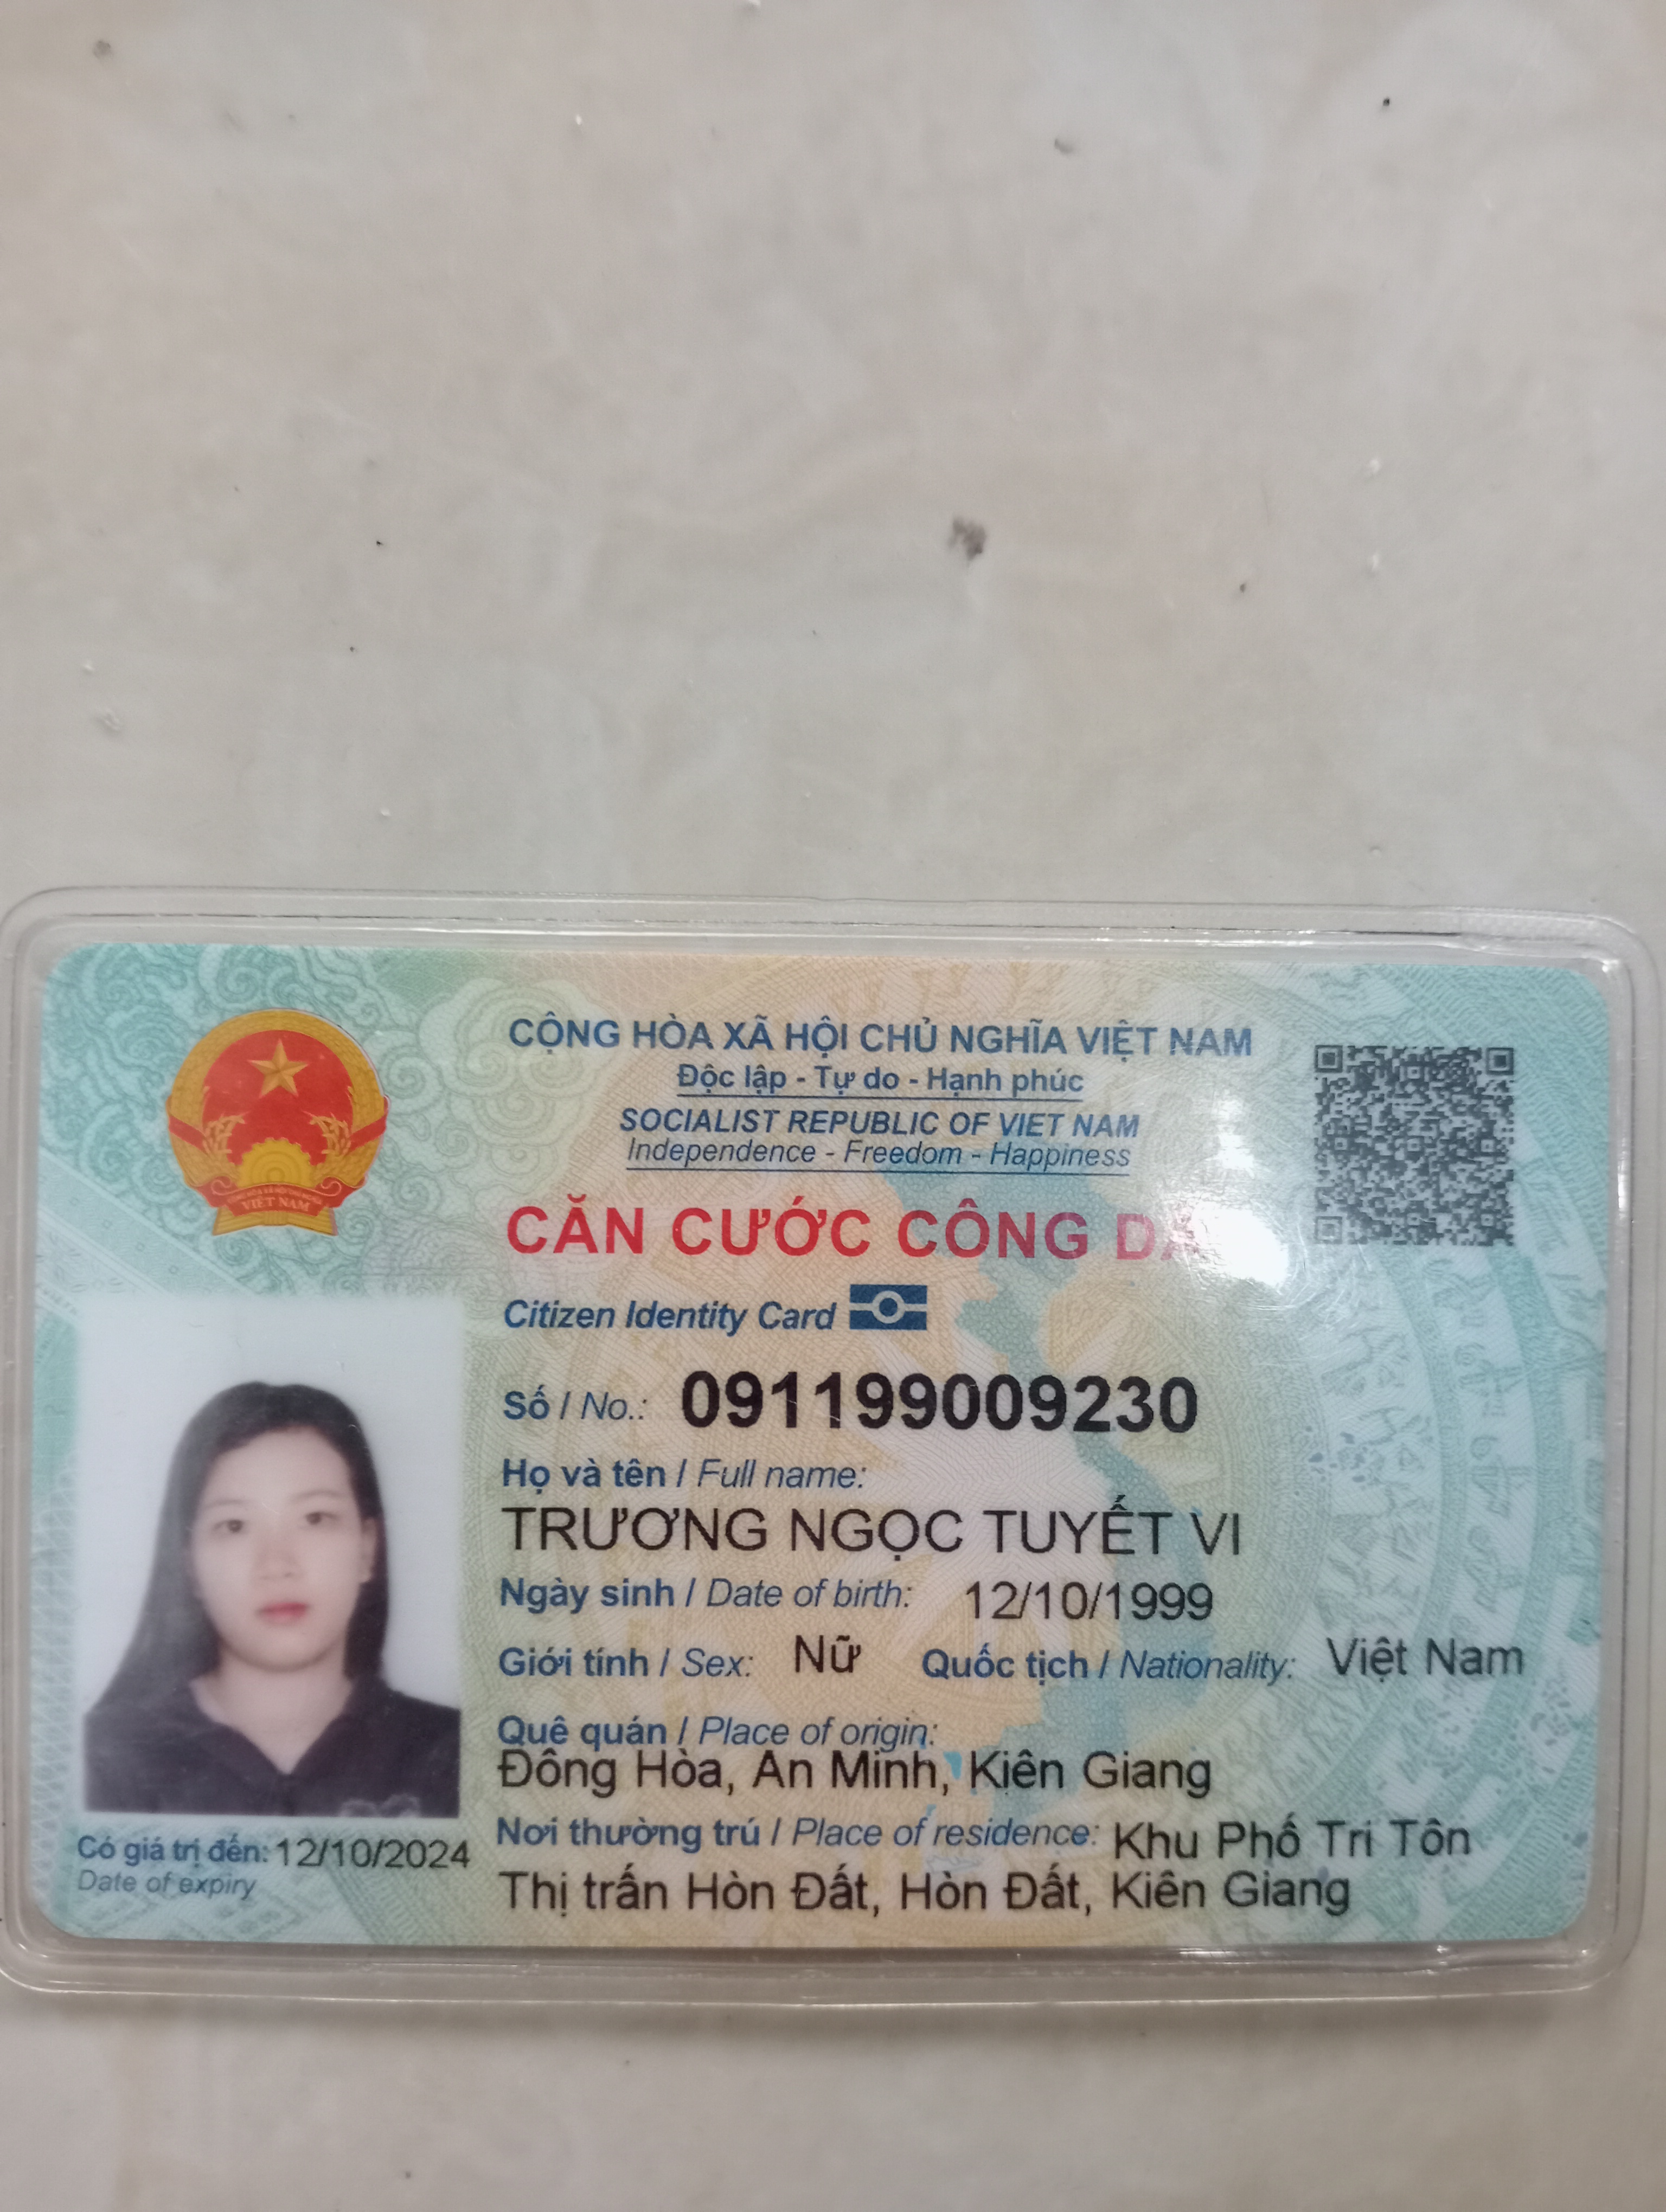 CỘNG HÒA XÃ HỘI CHỦ NGHĨA VIỆT NAM
Độc lập - Tự do - Hạnh phúc
SOCIALIST REPUBLIC OF VIET NAM
Independence - Freedom - Happiness
VIỆT NAM
CĂN CƯỚC CÔNG
Citizen Identity Card
Số / No.: 091199009230
Họ và tên / Full name:
TRƯƠNG NGỌC TUYẾT VI
Ngày sinh / Date of birth: 12/10/1999
Giới tính / Sex: Nữ Quốc tịch / Nationality: Việt Nam
Quê quán / Place of origin:
Đông Hòa, An Minh, Kiên Giang
Nơi thường trú / Place of residence: Khu Phố Tri Tôn
Thị trấn Hòn Đất, Hòn Đất, Kiên Giang
Có giá trị đến: 12/10/2024
Date of expiry